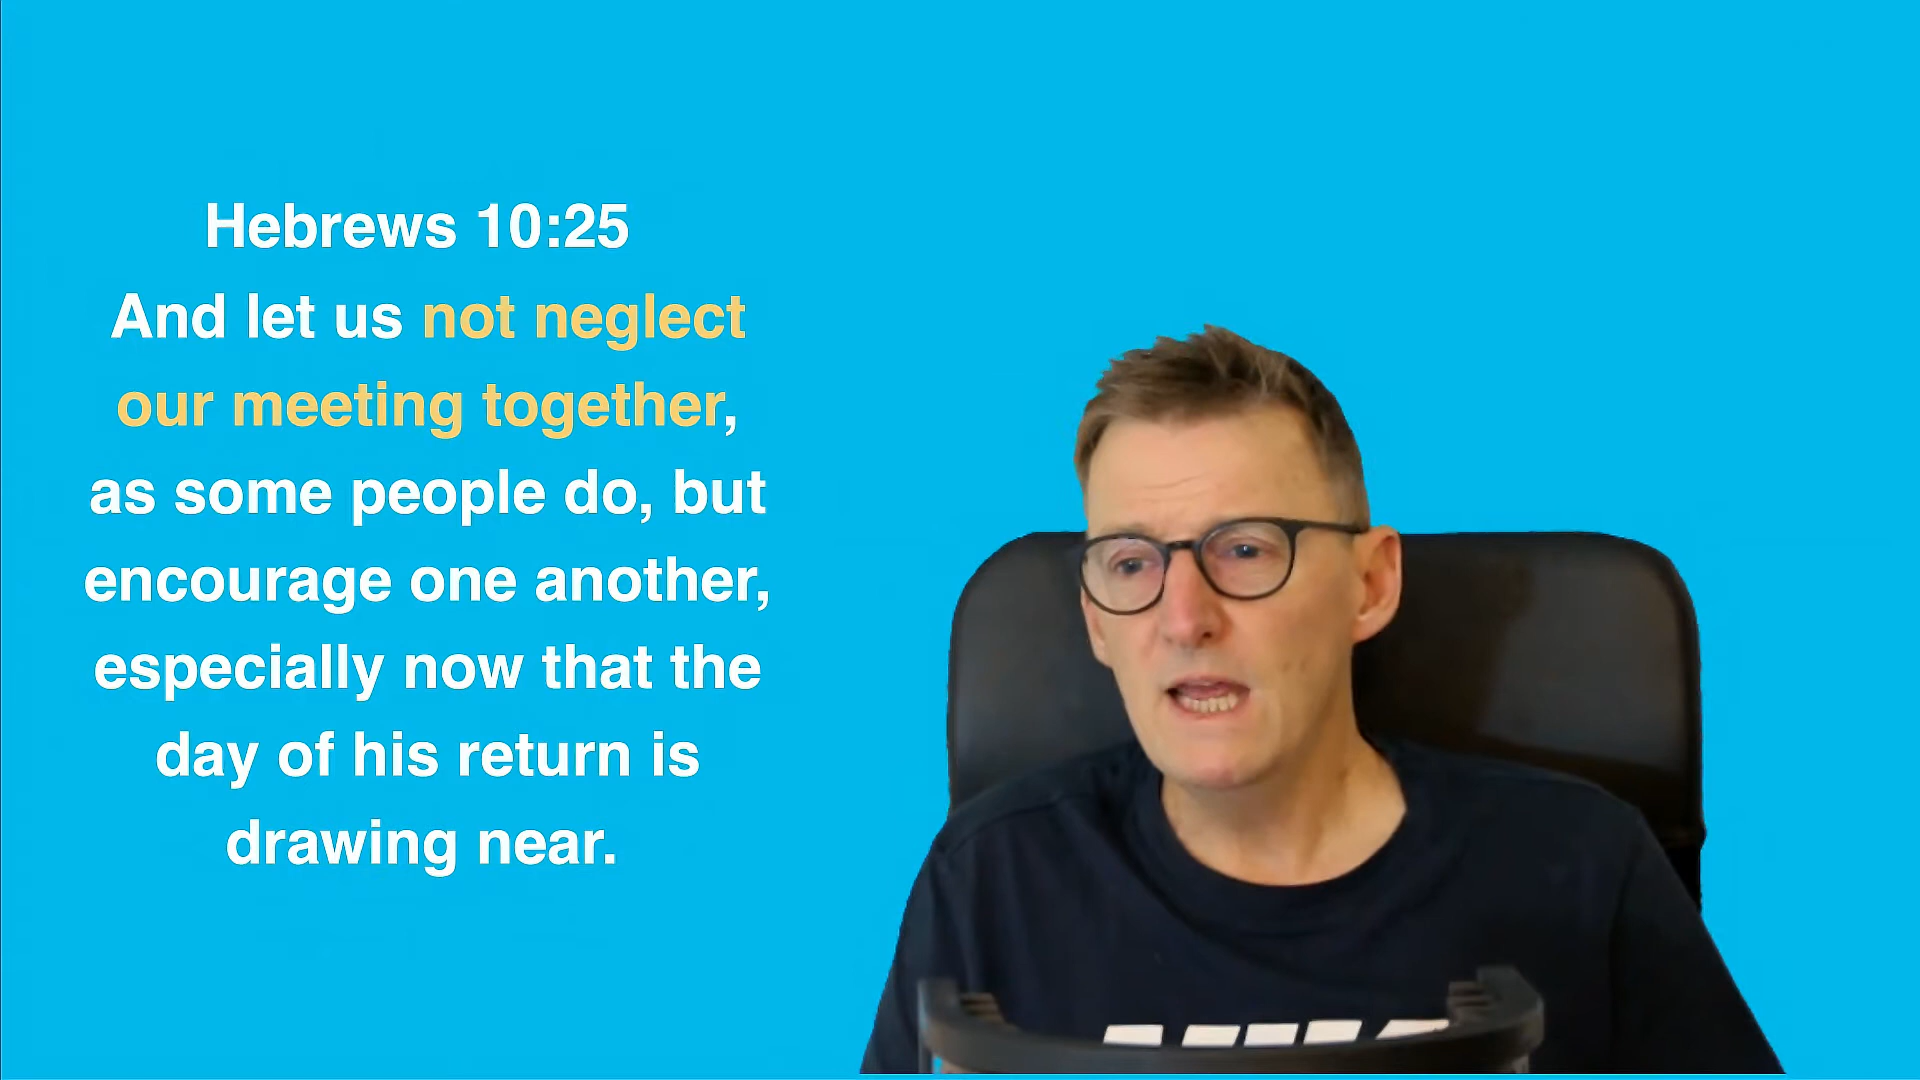 Hebrews 10:25
And let us not neglect
our meeting together,
as some people do, but
encourage one another,
especially now that the
day of his return is
drawing near.